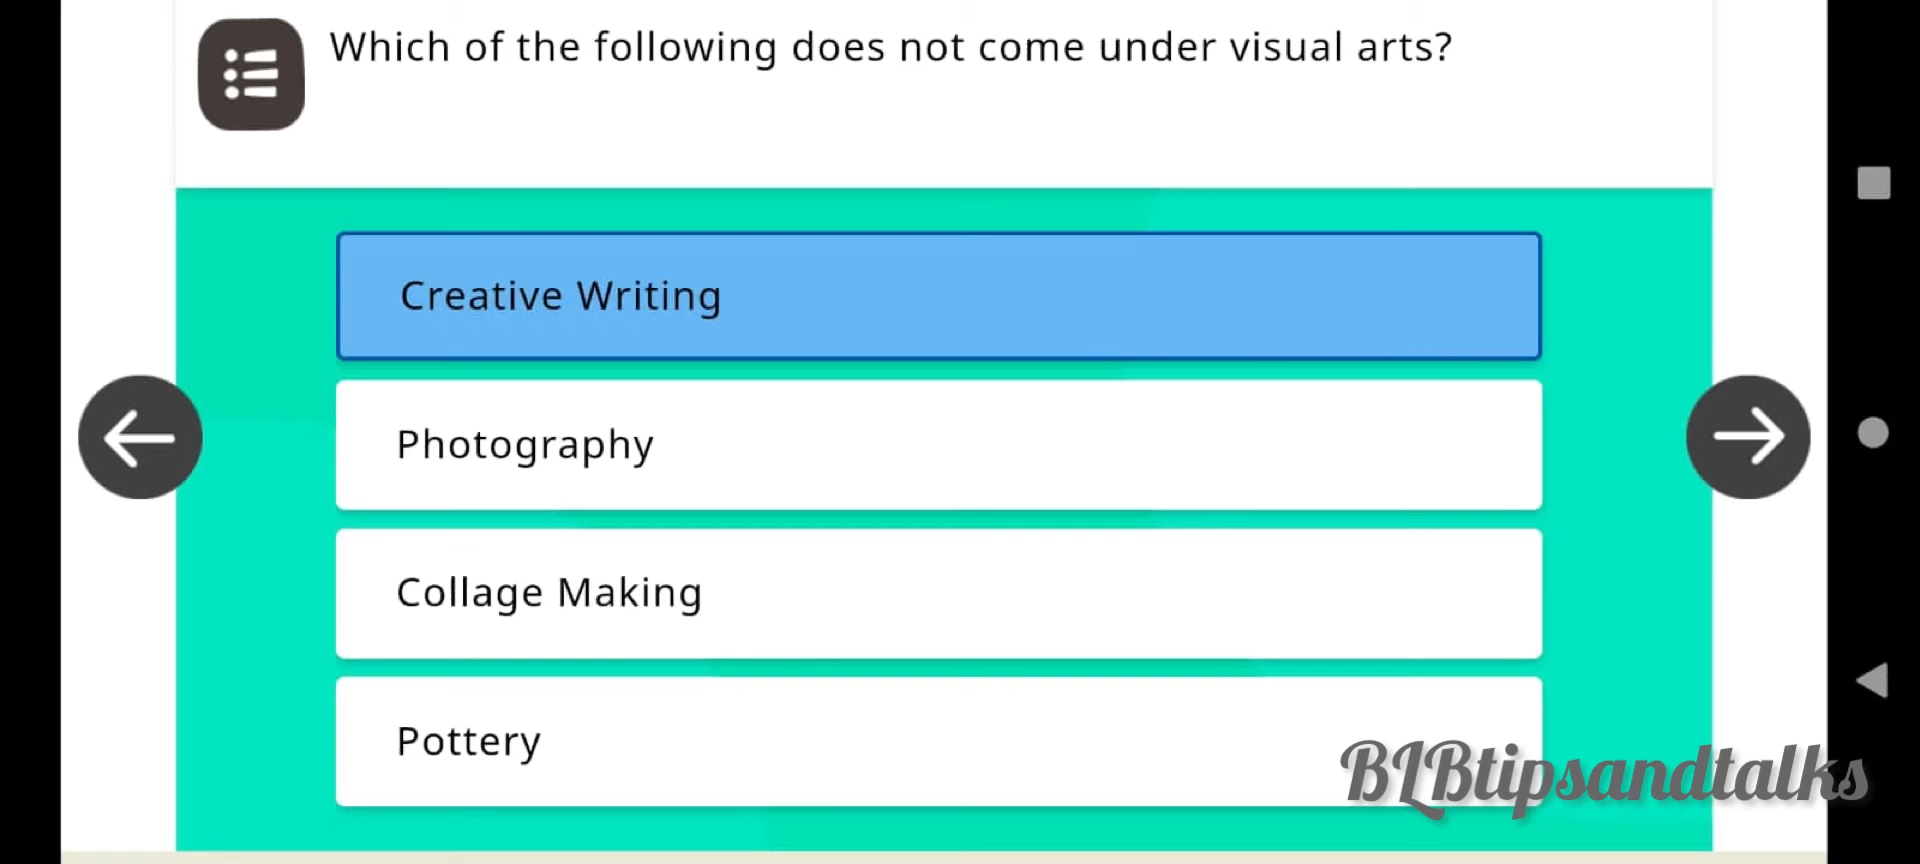 Which of the following does not come under visual arts?
Creative Writing
Photography
Collage Making
Pottery
BLBtipsandtalks